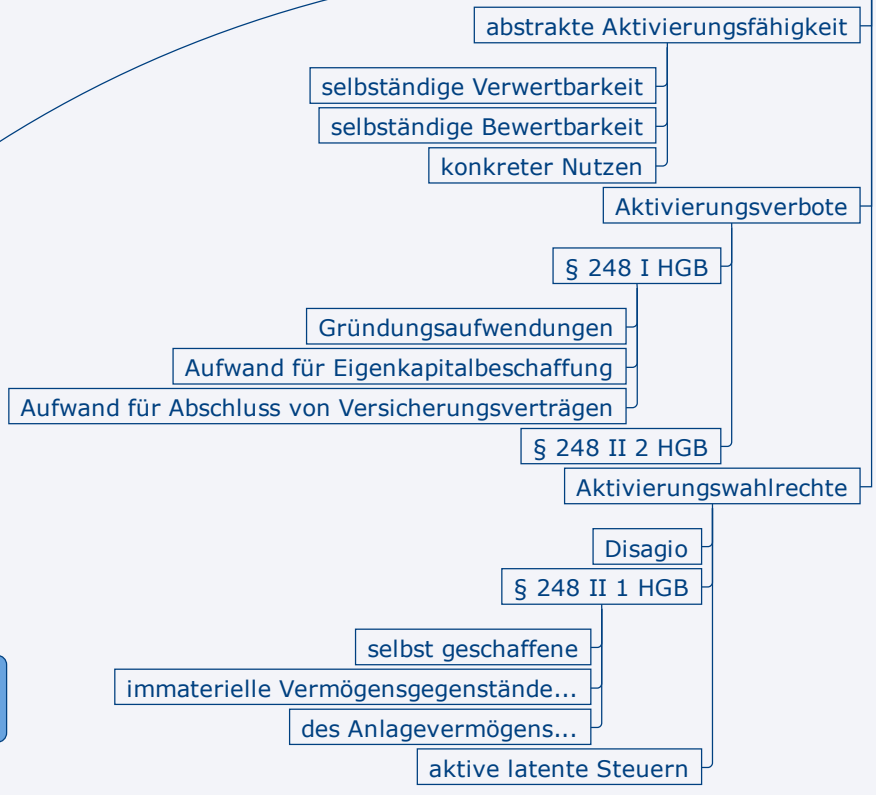 abstrakte Aktivierungsfähigkeit
selbständige Verwertbarkeit
selbständige Bewertbarkeit
konkreter Nutzen
Aktivierungsverbote
§ 248 I HGB
Gründungsaufwendungen
Aufwand für Eigenkapitalbeschaffung
Aufwand für Abschluss von Versicherungsverträgen
§ 248 II 2 HGB
Aktivierungswahlrechte
Disagio
§ 248 II 1 HGB
selbst geschaffene
immaterielle Vermögensgegenstände...
des Anlagevermögens...
aktive latente Steuern